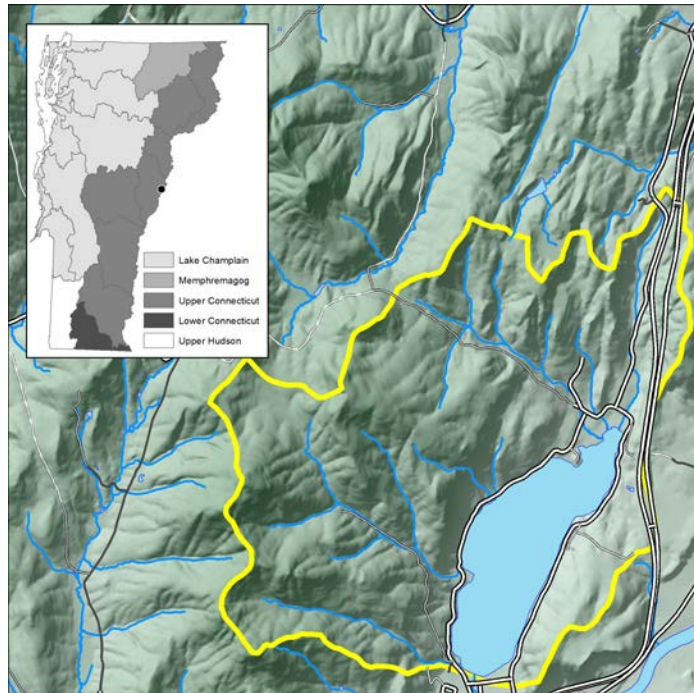 Lake Champlain
Memphremagog
Upper Connecticut
Lower Connecticut
Upper Hudson